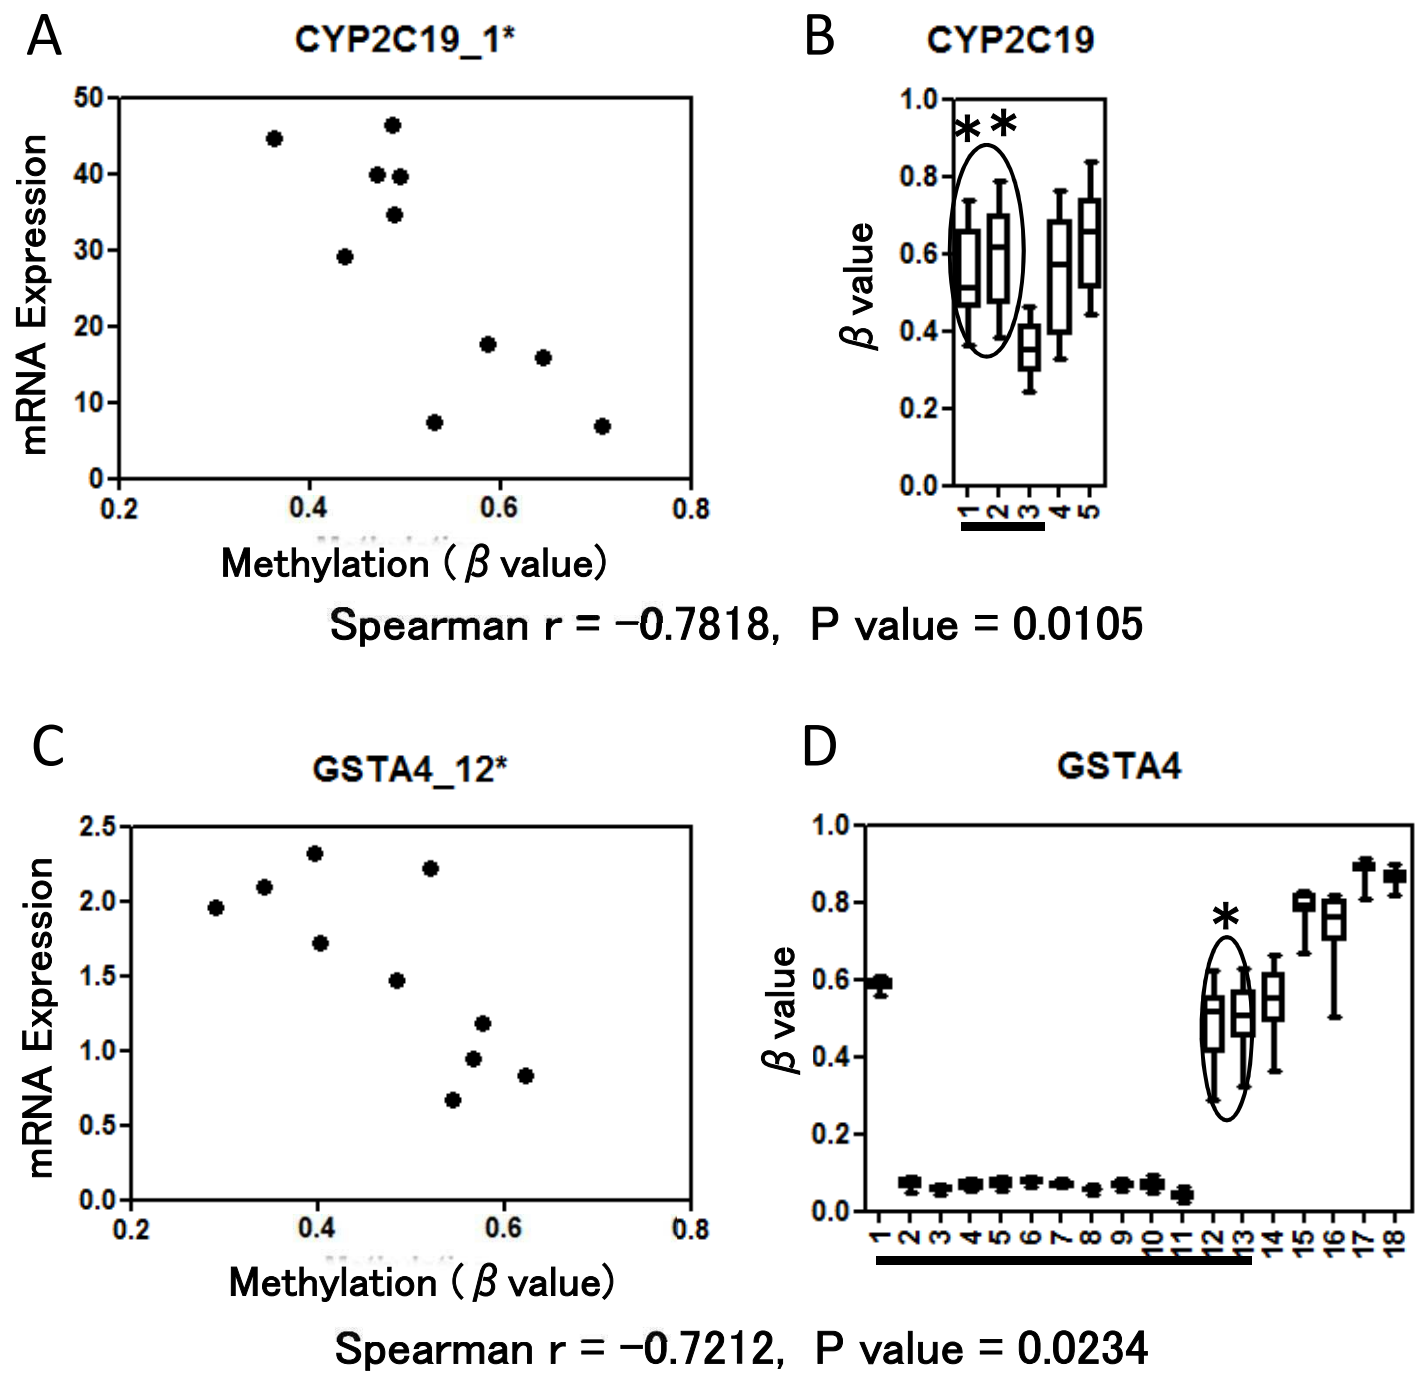 A
CYP2C19_1*
mRNA Expression
50
40
30
20
10
0
0.2 0.4 0.6 0.8
Methylation (β value)
B
CYP2C19
* *
β value
1.0
0.8
0.6
0.4
0.2
0.0
1 2 3 4 5
Spearman r = −0.7818, P value = 0.0105
C
GSTA4_12*
mRNA Expression
2.5
2.0
1.5
1.0
0.5
0.0
0.2 0.4 0.6 0.8
Methylation (β value)
D
GSTA4
*
β value
1.0
0.8
0.6
0.4
0.2
0.0
1 2 3 4 5 6 7 8 9 10 11 12 13 14 15 16 17 18
Spearman r = −0.7212, P value = 0.0234